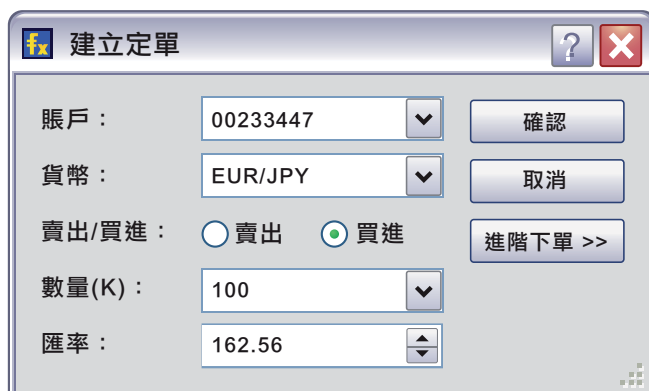 fx 建立定單 ?
賬戶： 00233447 確認
貨幣： EUR/JPY 取消
賣出/買進： 賣出 買進 進階下單 >>
數量(K)： 100
匯率： 162.56